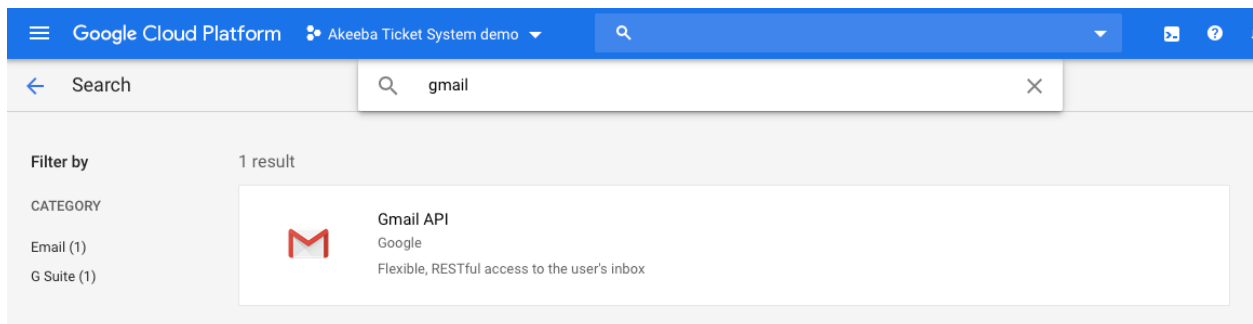 Google Cloud Platform Akeeba Ticket System demo
Search gmail
Filter by
1 result
CATEGORY
Email (1)
G Suite (1)
Gmail API
Google
Flexible, RESTful access to the user's inbox